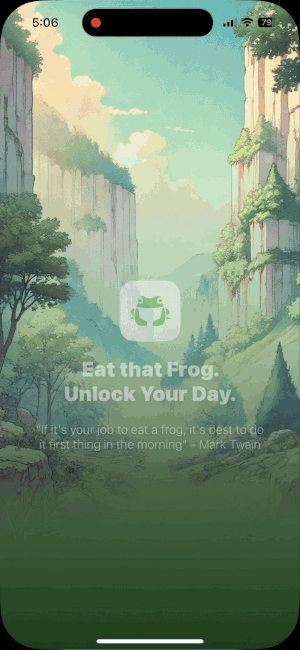 5:06
79
Eat that Frog.
Unlock Your Day.
"If it's your job to eat a frog, it's best to do
it first thing in the morning" - Mark Twain